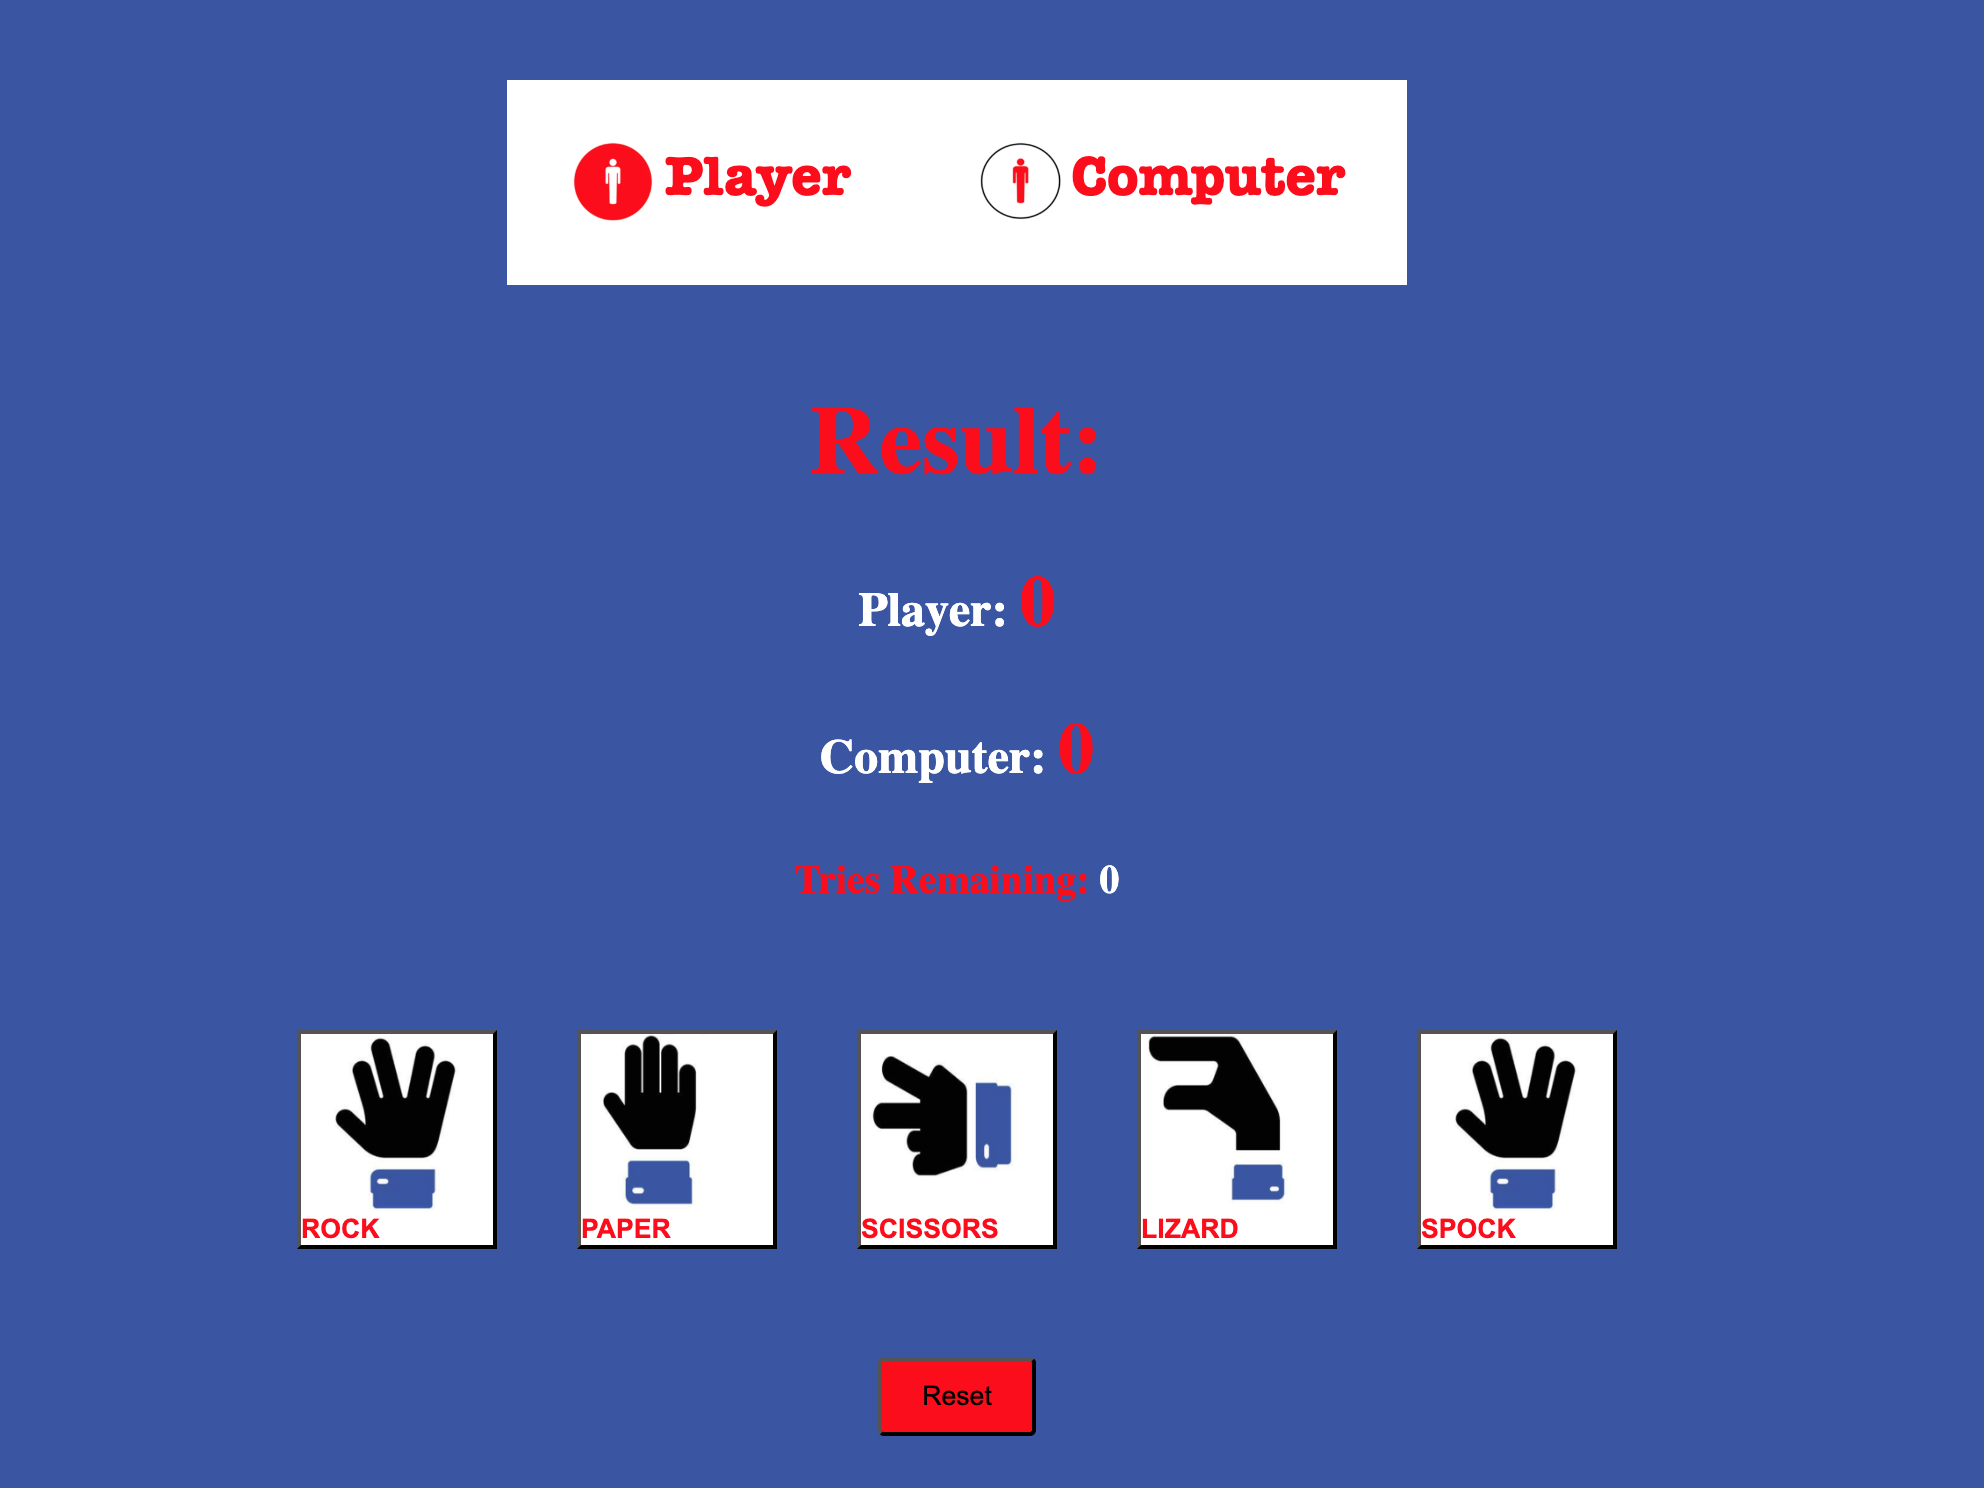 Player Computer
Result:
Player: 0
Computer: 0
Tries Remaining: 0
ROCK PAPER SCISSORS LIZARD SPOCK
Reset